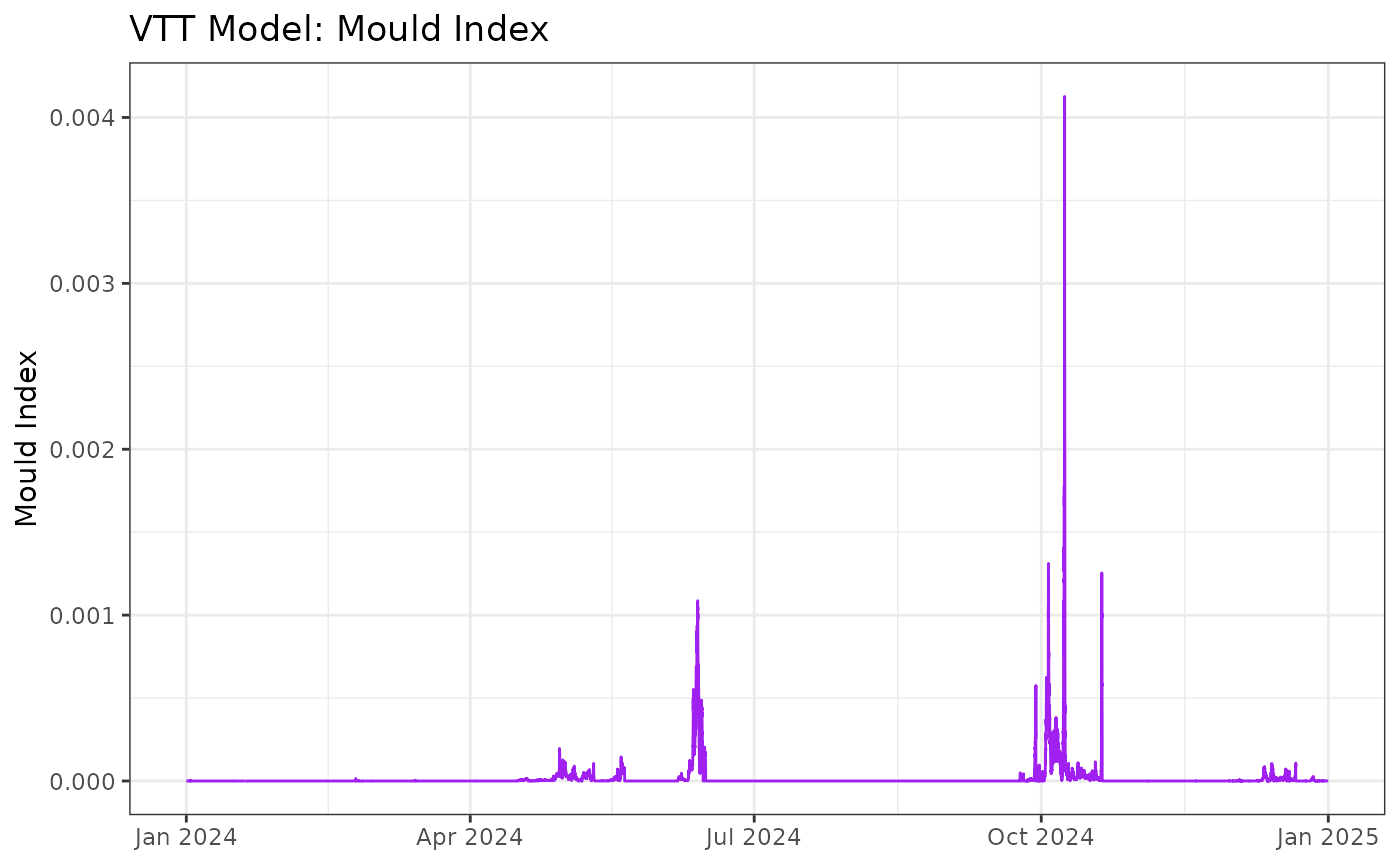 VTT Model: Mould Index
Mould Index
0.004
0.003
0.002
0.001
0.000
Jan 2024
Apr 2024
Jul 2024
Oct 2024
Jan 2025